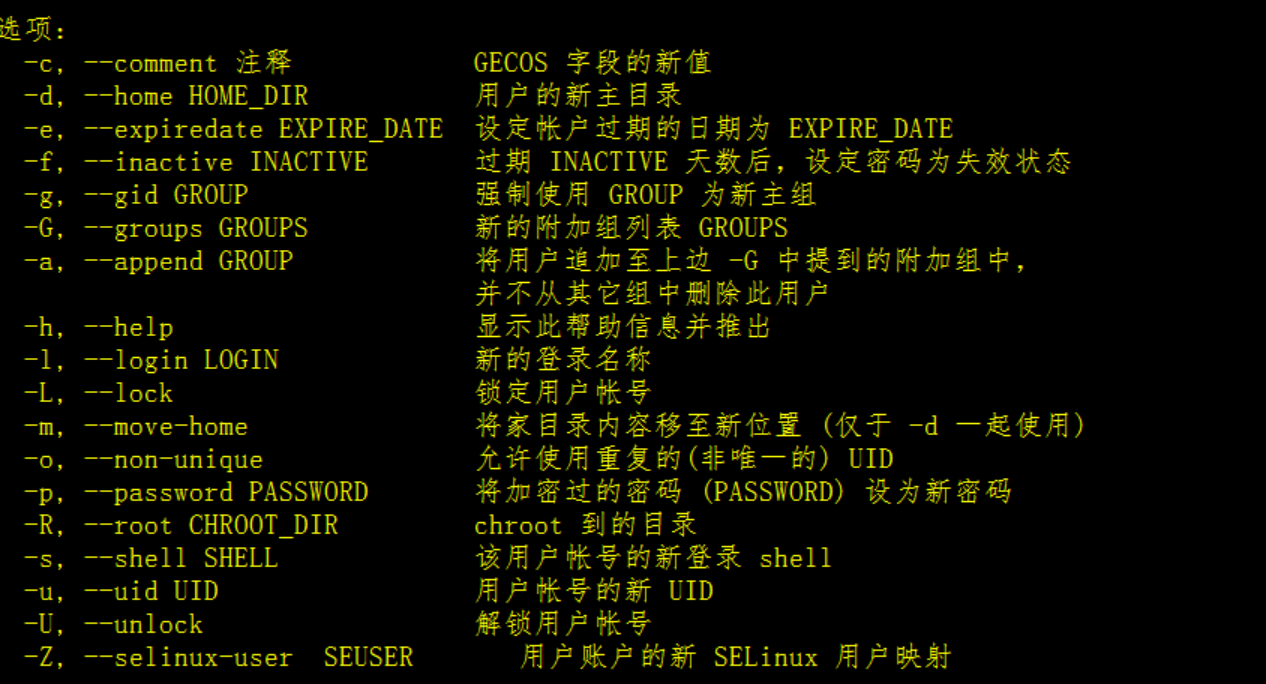 选项:
-c, --comment 注释 GECOS 字段的新值
-d, --home HOME_DIR 用户的新主目录
-e, --expiredate EXPIRE_DATE 设定帐户过期的日期为 EXPIRE_DATE
-f, --inactive INACTIVE 过期 INACTIVE 天数后，设定密码为失效状态
-g, --gid GROUP 强制使用 GROUP 为新主组
-G, --groups GROUPS 新的附加组列表 GROUPS
-a, --append GROUP 将用户追加至上边 -G 中提到的附加组中，
并不从其它组中删除此用户
-h, --help 显示此帮助信息并推出
-l, --login LOGIN 新的登录名称
-L, --lock 锁定用户帐号
-m, --move-home 将家目录内容移至新位置 (仅于 -d 一起使用)
-o, --non-unique 允许使用重复的(非唯一的) UID
-p, --password PASSWORD 将加密过的密码 (PASSWORD) 设为新密码
-R, --root CHROOT_DIR chroot 到的目录
-s, --shell SHELL 该用户帐号的新登录 shell
-u, --uid UID 用户帐号的新 UID
-U, --unlock 解锁用户帐号
-Z, --selinux-user SEUSER 用户账户的新 SELinux 用户映射